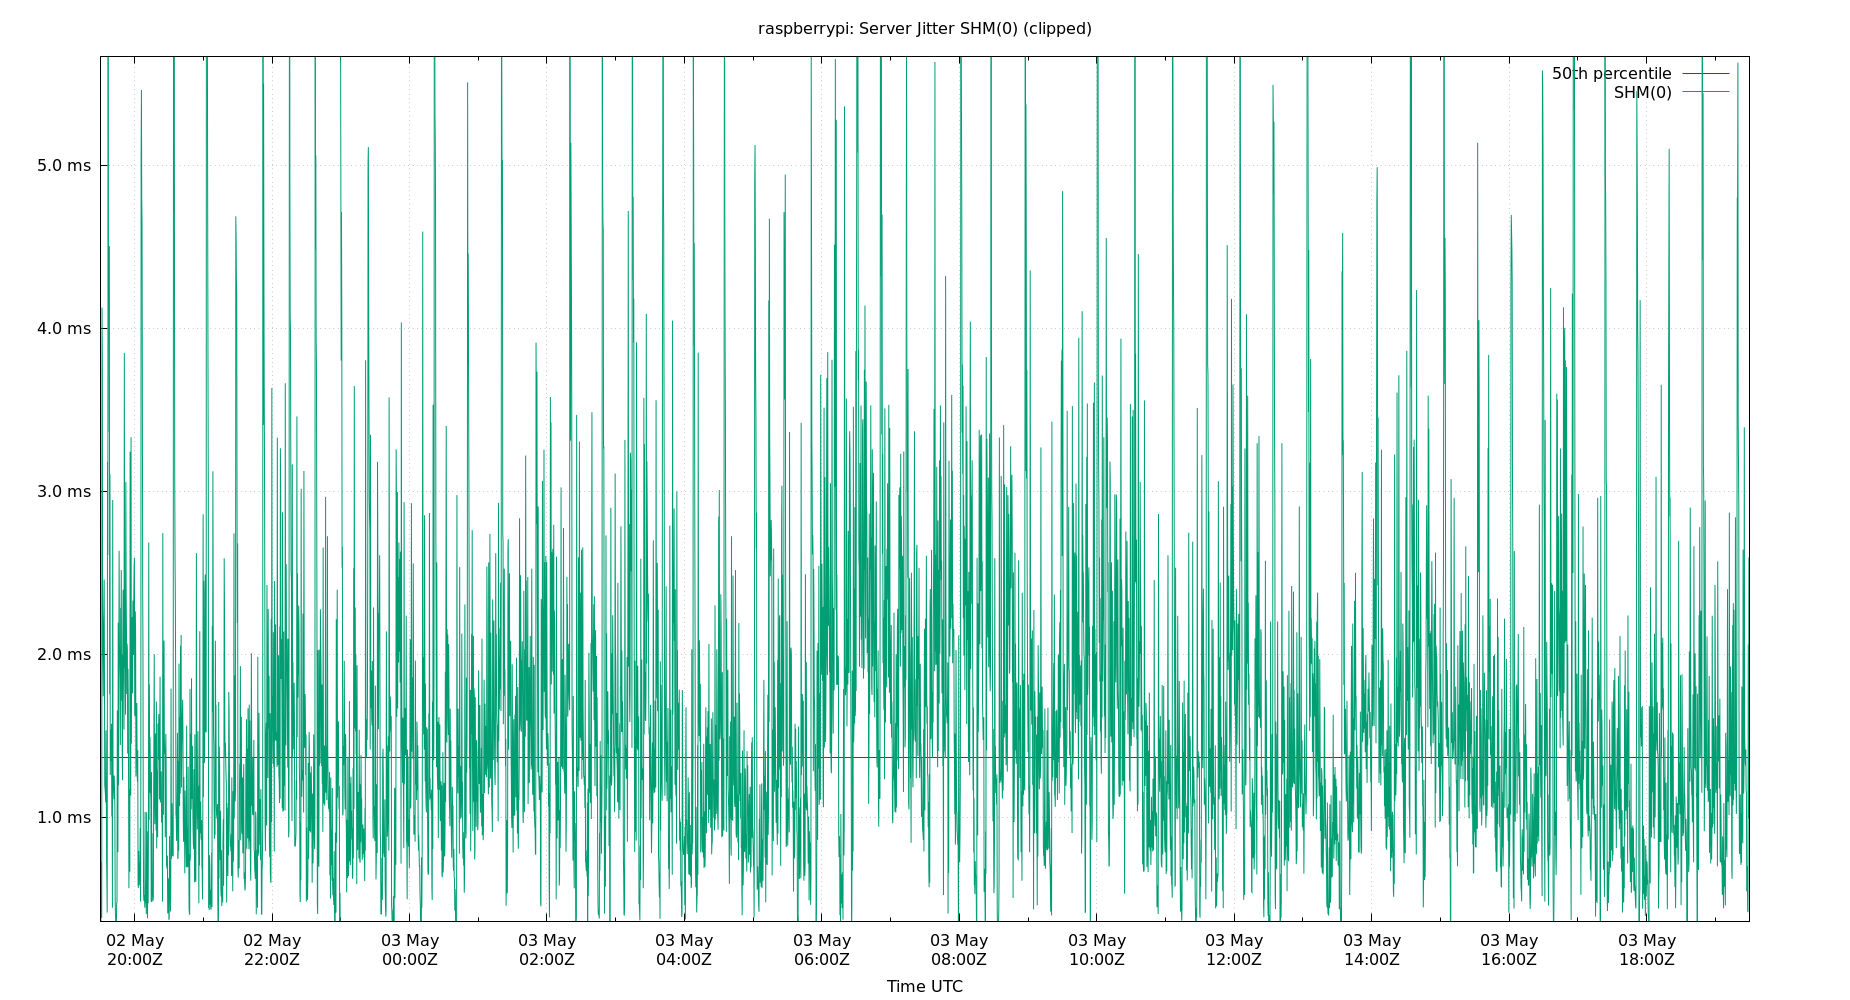 raspberrypi: Server Jitter SHM(0) (clipped)
50th percentile
SHM(0)
5.0 ms
4.0 ms
3.0 ms
2.0 ms
1.0 ms
02 May 02 May 03 May 03 May 03 May 03 May 03 May 03 May 03 May 03 May 03 May 03 May
20:00Z 22:00Z 00:00Z 02:00Z 04:00Z 06:00Z 08:00Z 10:00Z 12:00Z 14:00Z 16:00Z 18:00Z
Time UTC